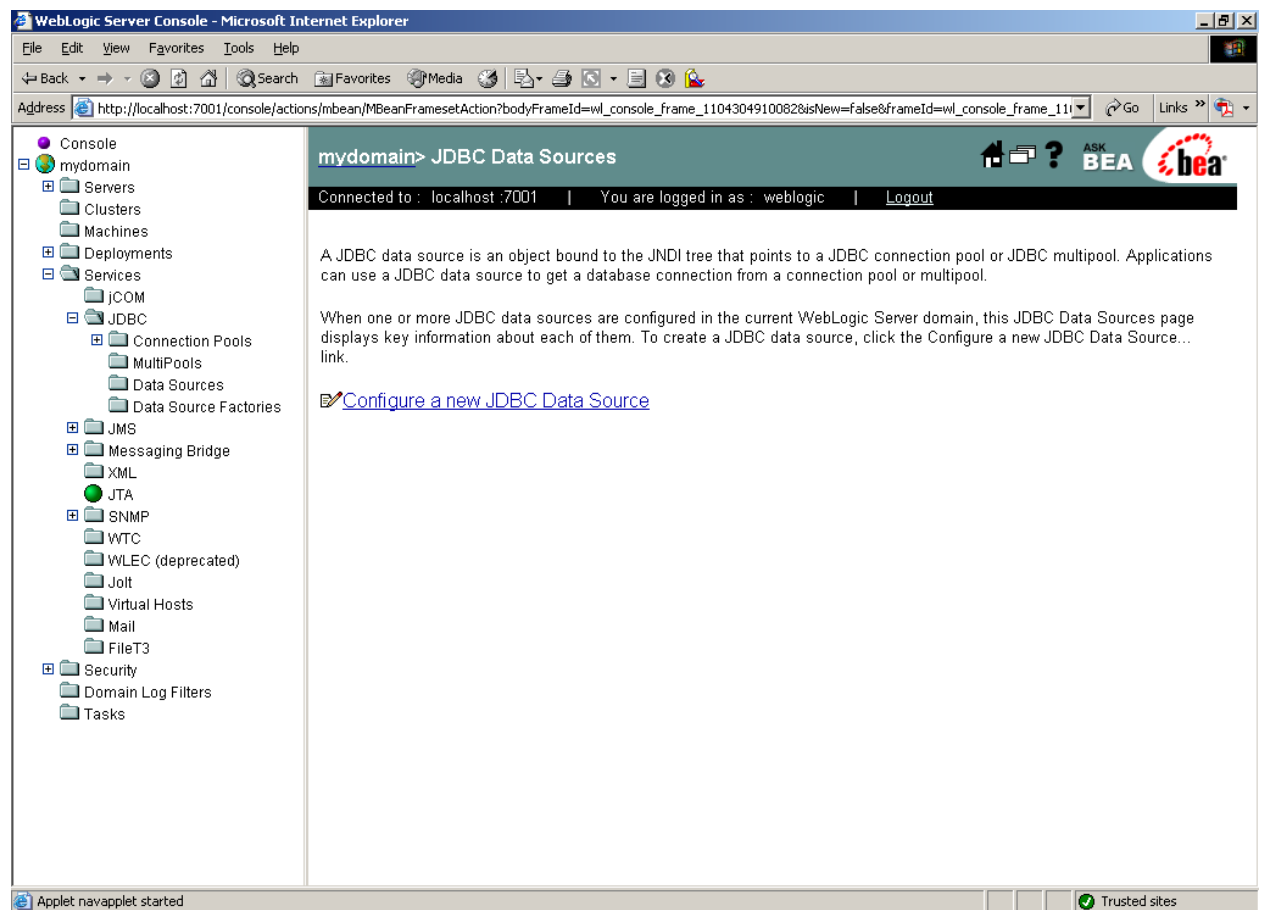 WebLogic Server Console - Microsoft Internet Explorer
File Edit View Favorites Tools Help
Back Search Favorites Media
Address http://localhost:7001/console/actions/mbean/MBeanFramesetAction?bodyFrameId=wl_console_frame_1104304910082&isNew=false&frameId=wl_console_frame_11 Go Links »
Console
mydomain
Servers
Clusters
Machines
Deployments
Services
jCOM
JDBC
Connection Pools
MultiPools
Data Sources
Data Source Factories
JMS
Messaging Bridge
XML
JTA
SNMP
WTC
WLEC (deprecated)
Jolt
Virtual Hosts
Mail
FileT3
Security
Domain Log Filters
Tasks
mydomain> JDBC Data Sources
? ASK BEA bea
Connected to : localhost :7001 | You are logged in as : weblogic | Logout
A JDBC data source is an object bound to the JNDI tree that points to a JDBC connection pool or JDBC multipool. Applications
can use a JDBC data source to get a database connection from a connection pool or multipool.
When one or more JDBC data sources are configured in the current WebLogic Server domain, this JDBC Data Sources page
displays key information about each of them. To create a JDBC data source, click the Configure a new JDBC Data Source...
link.
Configure a new JDBC Data Source
Applet navapplet started
Trusted sites